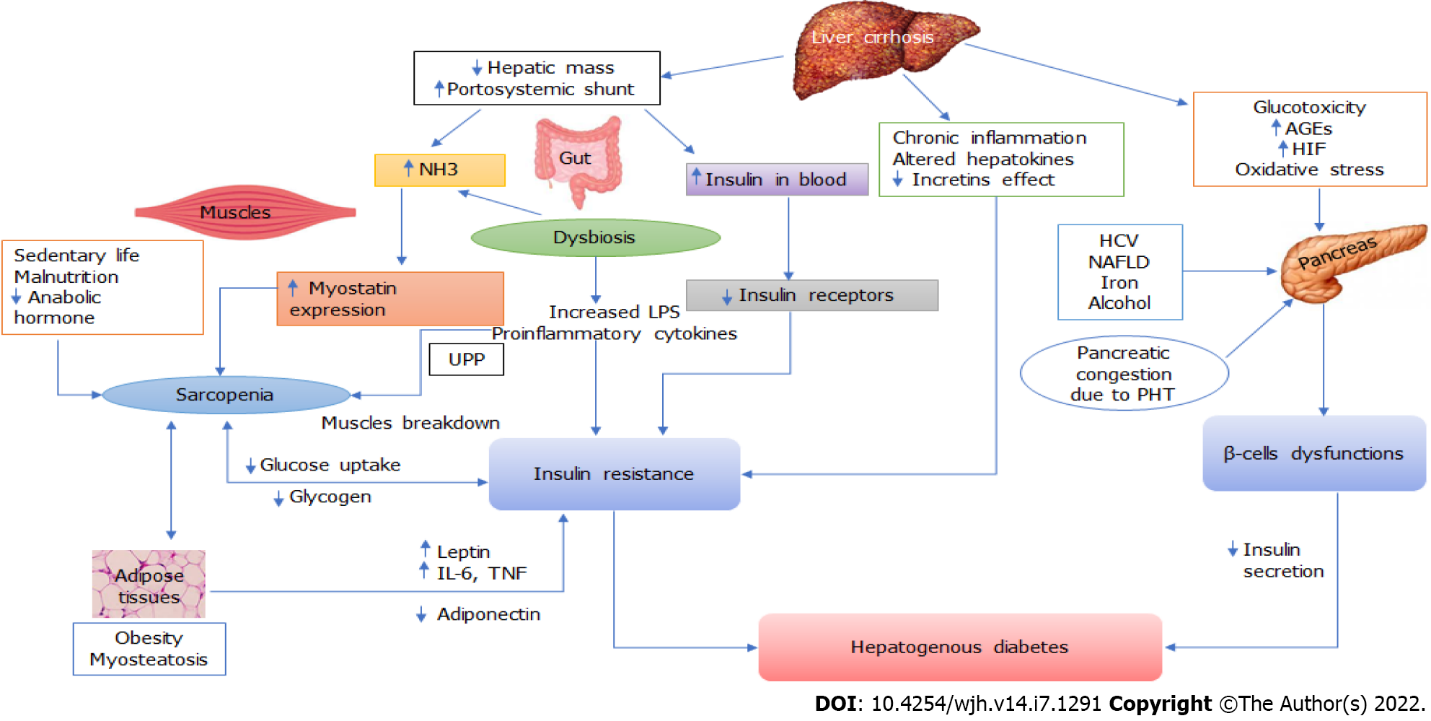 Liver cirrhosis
Hepatic mass
Portosystemic shunt
Glucotoxicity
AGEs
HIF
Oxidative stress
Chronic inflammation
Altered hepatokines
Incretins effect
Gut
NH3
Insulin in blood
Muscles
Dysbiosis
Pancreas
HCV
NAFLD
Iron
Alcohol
Sedentary life
Malnutrition
Anabolic
hormone
Myostatin
expression
Insulin receptors
Increased LPS
Proinflammatory cytokines
UPP
Pancreatic
congestion
due to PHT
Sarcopenia
Muscles breakdown
Glucose uptake
Glycogen
Insulin resistance
β-cells dysfunctions
Leptin
IL-6, TNF
Adiponectin
Insulin
secretion
Adipose
tissues
Obesity
Myosteatosis
Hepatogenous diabetes
DOI: 10.4254/wjh.v14.i7.1291 Copyright ©The Author(s) 2022.